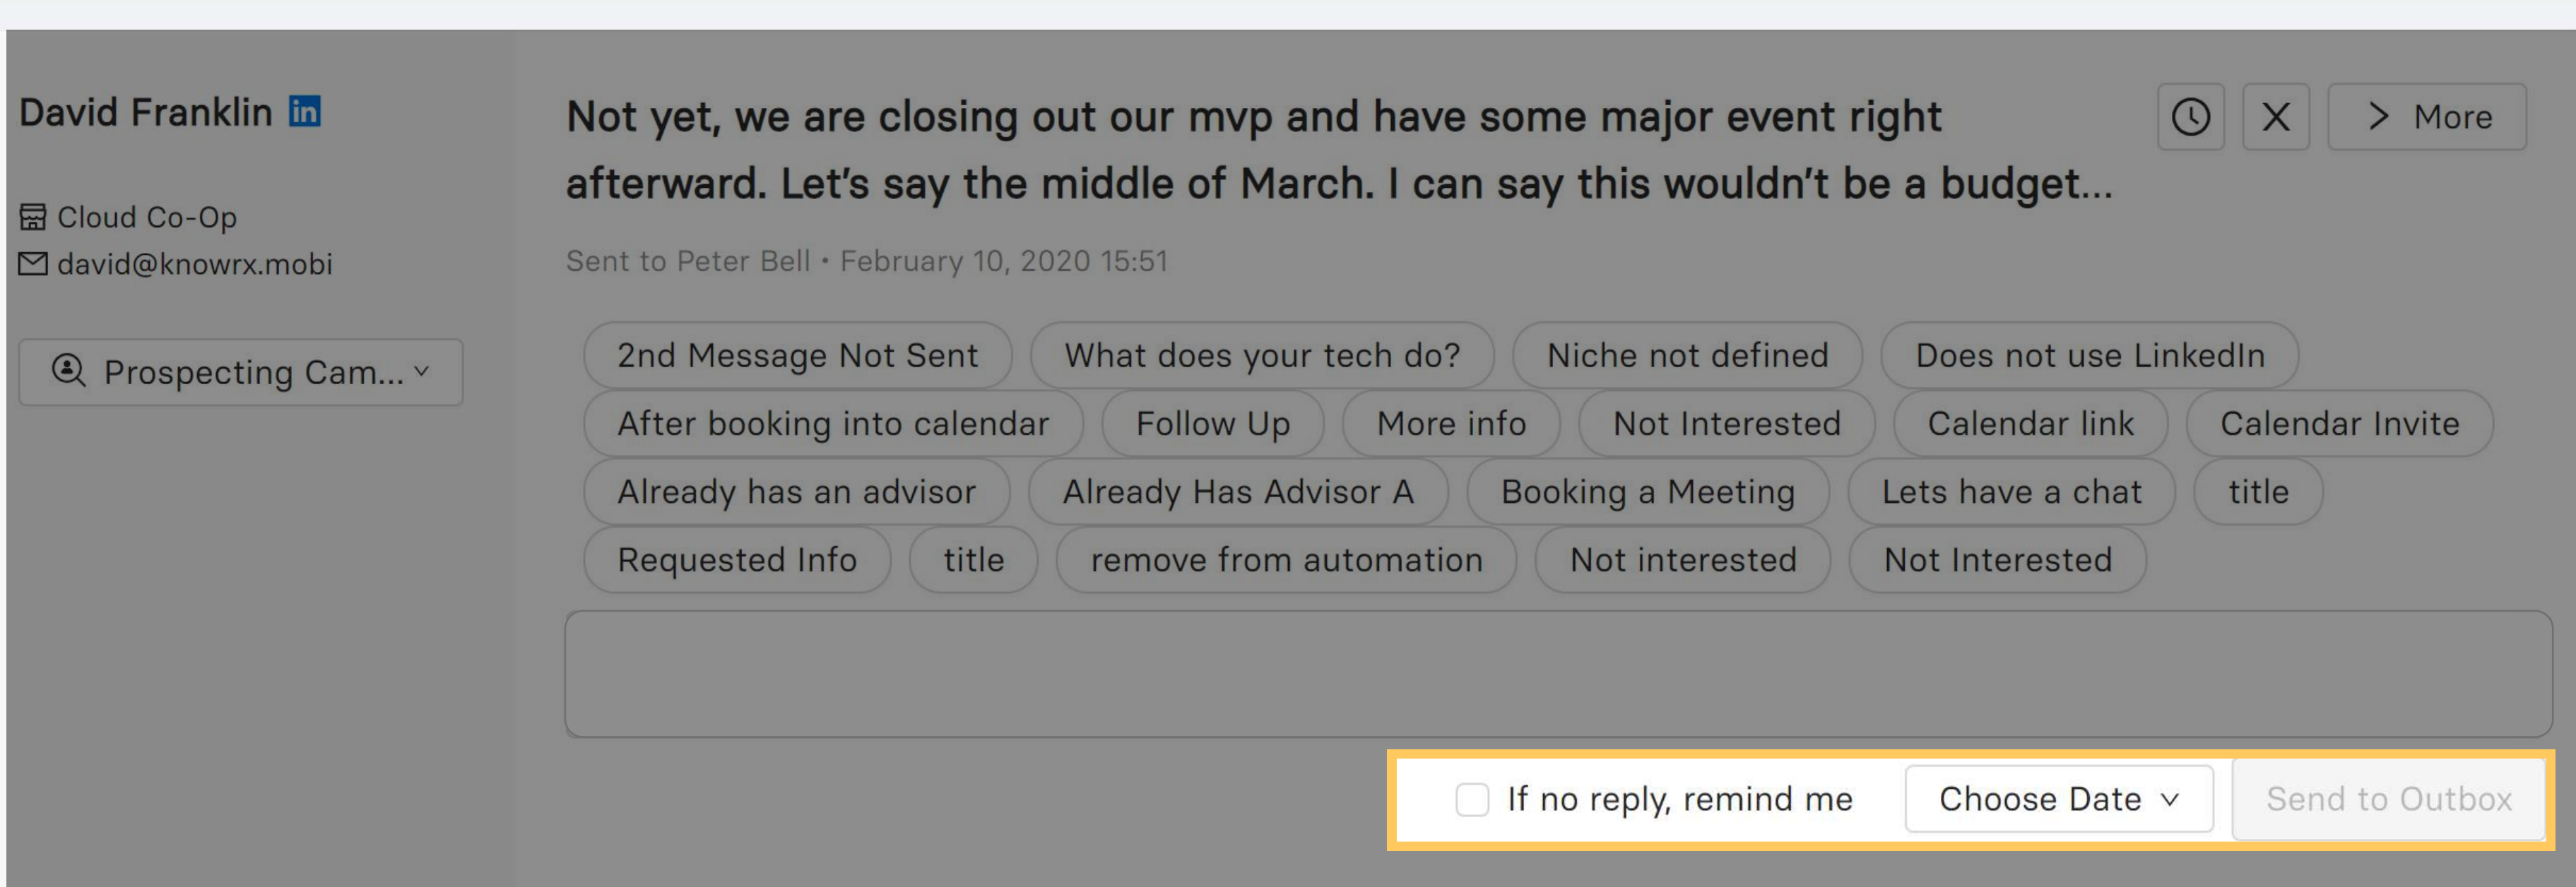 David Franklin in
Cloud Co-Op
david@knowrx.mobi
Prospecting Cam...
Not yet, we are closing out our mvp and have some major event right
afterward. Let's say the middle of March. I can say this wouldn't be a budget...
X
More
Sent to Peter Bell • February 10, 2020 15:51
2nd Message Not Sent What does your tech do? Niche not defined Does not use LinkedIn
After booking into calendar Follow Up More info Not Interested Calendar link Calendar Invite
Already has an advisor Already Has Advisor A Booking a Meeting Lets have a chat title
Requested Info title remove from automation Not interested Not Interested
If no reply, remind me Choose Date Send to Outbox